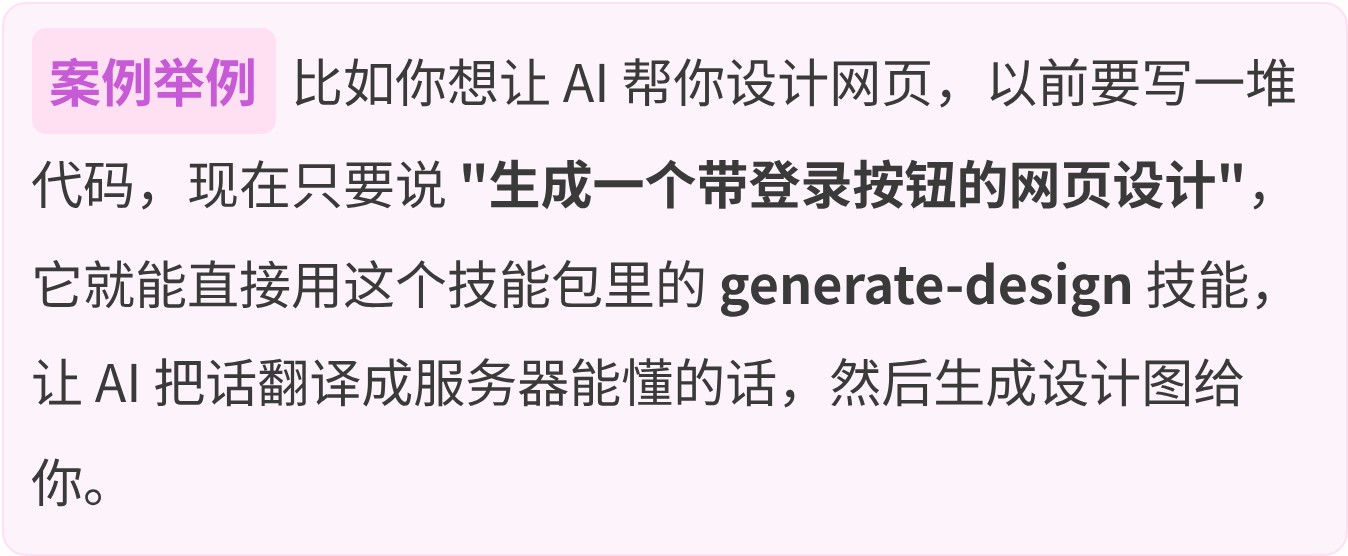 案例举例 比如你想让 AI 帮你设计网页，以前要写一堆
代码，现在只要说 "生成一个带登录按钮的网页设计"，
它就能直接用这个技能包里的 generate-design 技能，
让 AI 把话翻译成服务器能懂的话，然后生成设计图给
你。